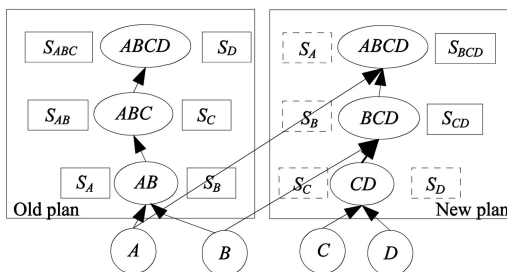 S_ABC ABCD S_D S_A ABCD S_BCD
S_AB ABC S_C S_B BCD S_CD
S_A AB S_B S_C CD S_D
Old plan New plan
A B C D